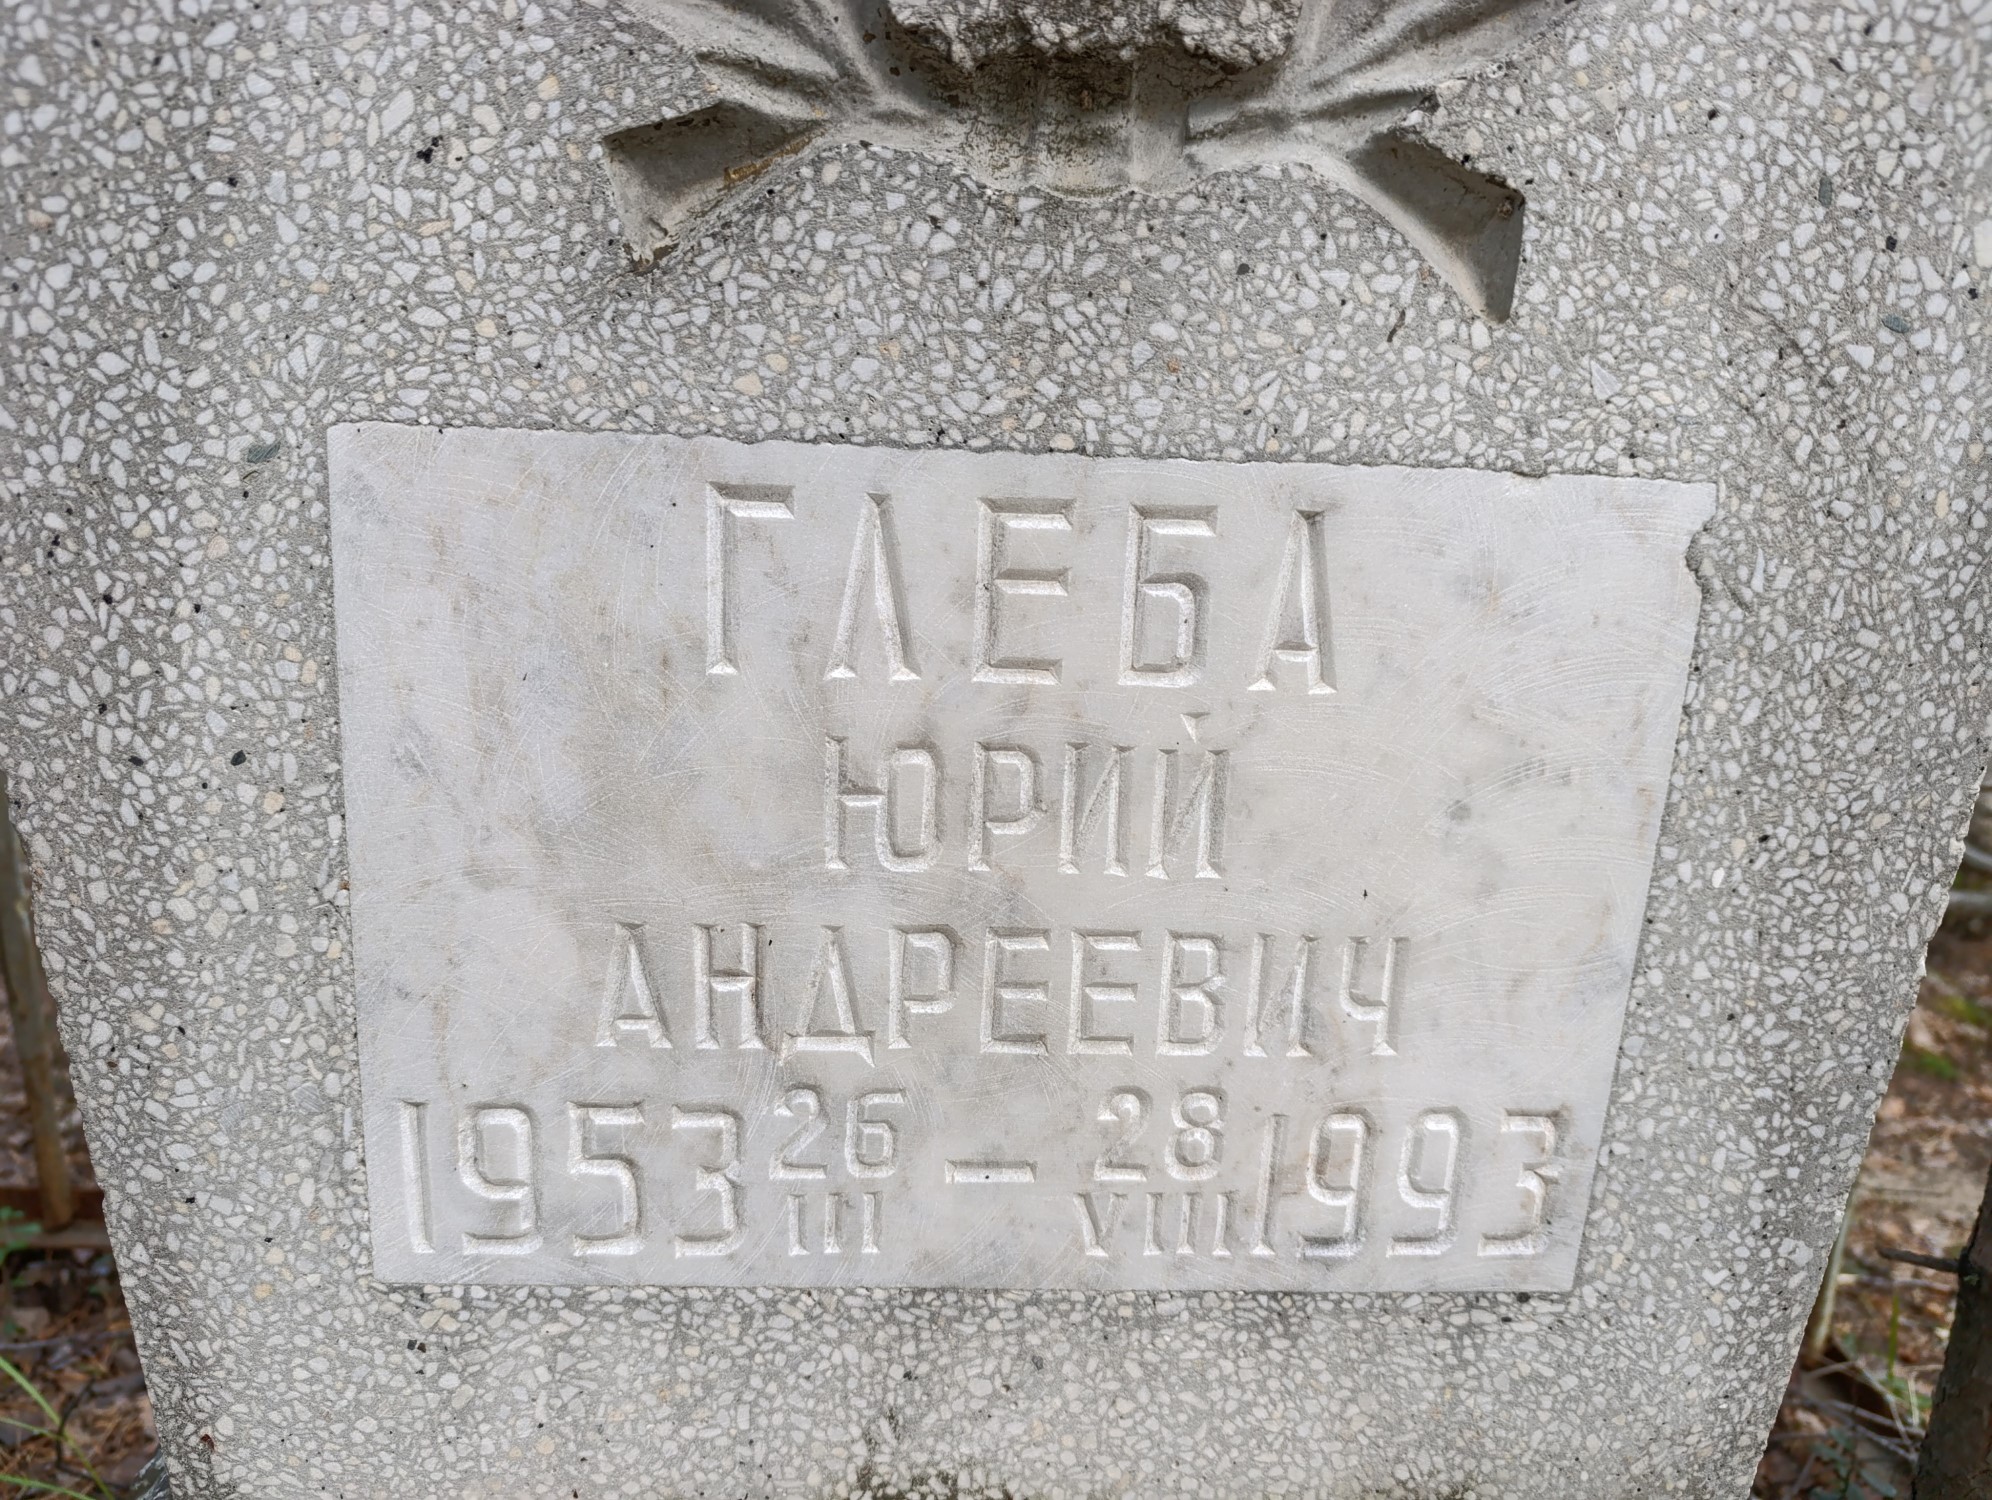 ГЛЕБА
ЮРИЙ
АНДРЕЕВИЧ
1953 26/III – 28/VIII 1993